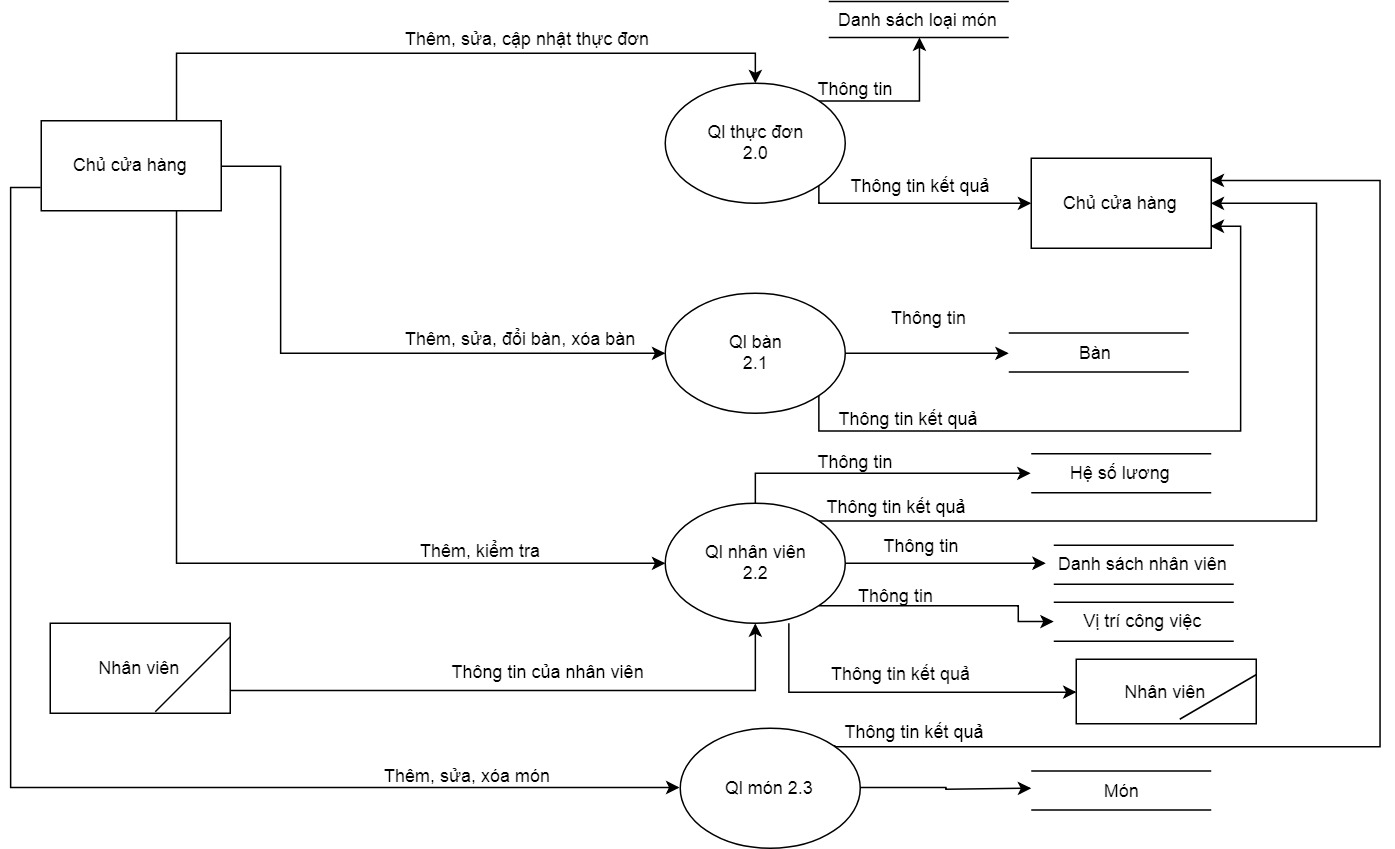 Danh sách loại món
Thêm, sửa, cập nhật thực đơn
Thông tin
Ql thực đơn
2.0
Chủ cửa hàng
Thông tin kết quả
Chủ cửa hàng
Thông tin
Thêm, sửa, đổi bàn, xóa bàn
Ql bàn
2.1
Bàn
Thông tin kết quả
Thông tin
Hệ số lương
Thông tin kết quả
Thêm, kiểm tra
Ql nhân viên
2.2
Thông tin
Danh sách nhân viên
Thông tin
Vị trí công việc
Nhân viên
Thông tin của nhân viên
Thông tin kết quả
Nhân viên
Thông tin kết quả
Thêm, sửa, xóa món
Ql món 2.3
Món